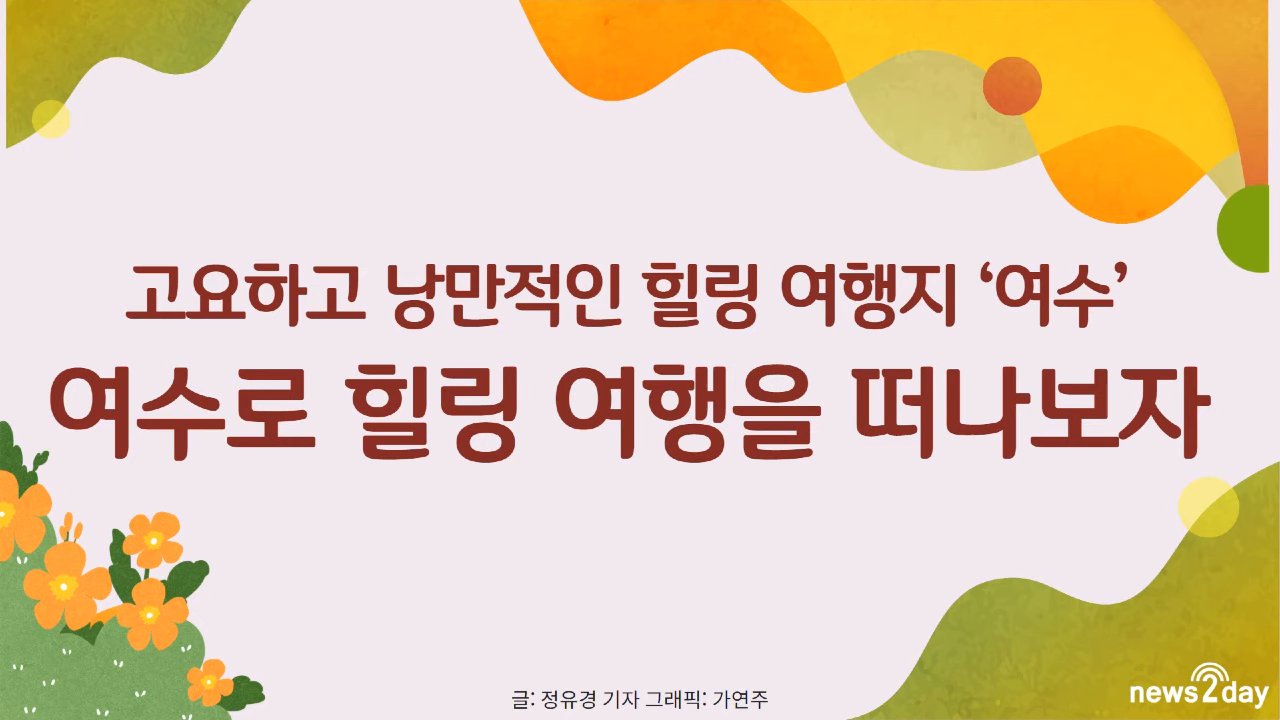 고요하고 낭만적인 힐링 여행지 ‘여수’
여수로 힐링 여행을 떠나보자
글: 정유경 기자 그래픽: 가연주
news2day